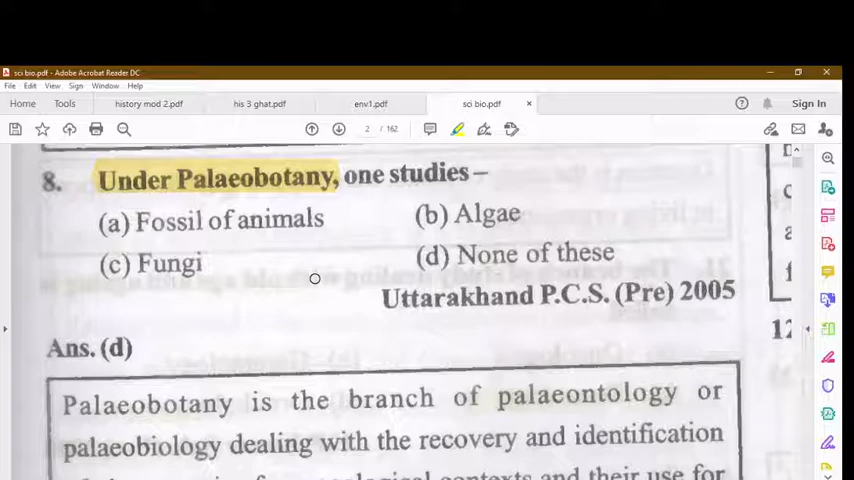 sci bio.pdf - Adobe Acrobat Reader DC
File Edit View Sign Window Help
Home Tools history mod 2.pdf his 3 ghat.pdf env1.pdf sci bio.pdf × Sign In
2 / 162
8. Under Palaeobotany, one studies –
(a) Fossil of animals (b) Algae
(c) Fungi (d) None of these
Uttarakhand P.C.S. (Pre) 2005
12
Ans. (d)
Palaeobotany is the branch of palaeontology or
palaeobiology dealing with the recovery and identification